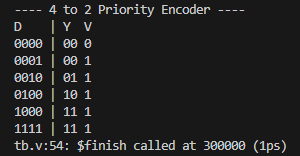 ---- 4 to 2 Priority Encoder ----
D    | Y  V
0000 | 00 0
0001 | 00 1
0010 | 01 1
0100 | 10 1
1000 | 11 1
1111 | 11 1
tb.v:54: $finish called at 300000 (1ps)